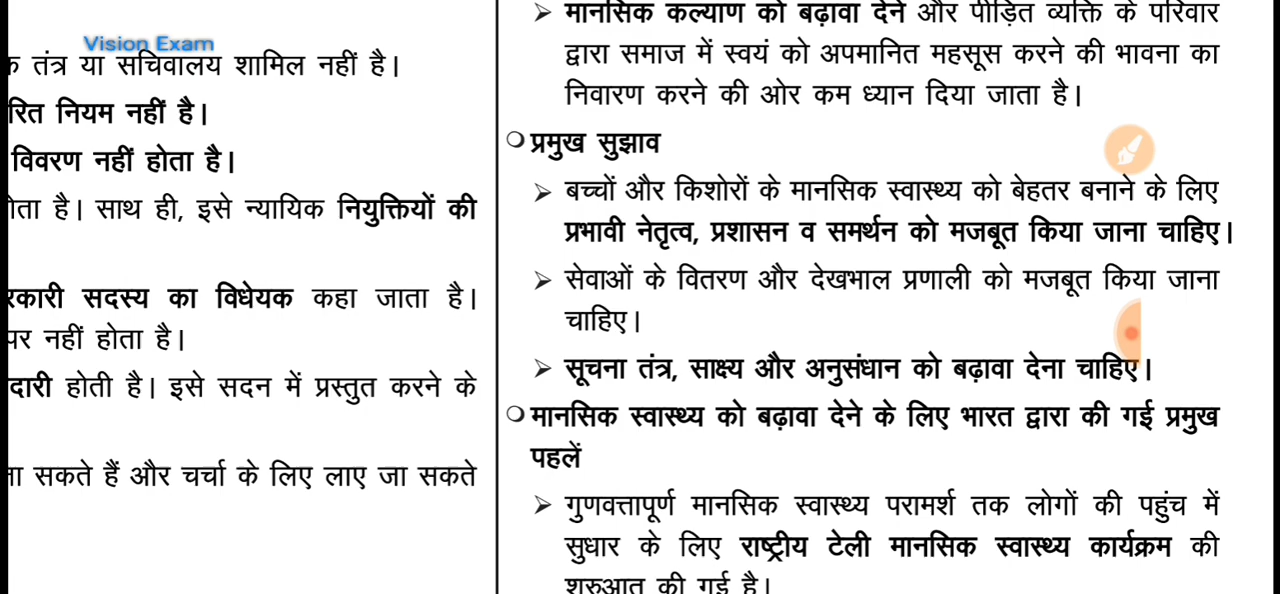 Vision Exam
तंत्र या सचिवालय शामिल नहीं है।
नियम नहीं है।
विवरण नहीं होता है।
है। साथ ही, इसे न्यायिक नियुक्तियों की
सदस्य का विधेयक कहा जाता है।
पर नहीं होता है।
होती है। इसे सदन में प्रस्तुत करने के
सकते हैं और चर्चा के लिए लाए जा सकते
➢ मानसिक कल्याण को बढ़ावा देने और पीड़ित व्यक्ति के परिवार
द्वारा समाज में स्वयं को अपमानित महसूस करने की भावना का
निवारण करने की ओर कम ध्यान दिया जाता है।
○ प्रमुख सुझाव
➢ बच्चों और किशोरों के मानसिक स्वास्थ्य को बेहतर बनाने के लिए
प्रभावी नेतृत्व, प्रशासन व समर्थन को मजबूत किया जाना चाहिए।
➢ सेवाओं के वितरण और देखभाल प्रणाली को मजबूत किया जाना
चाहिए।
➢ सूचना तंत्र, साक्ष्य और अनुसंधान को बढ़ावा देना चाहिए।
○ मानसिक स्वास्थ्य को बढ़ावा देने के लिए भारत द्वारा की गई प्रमुख
पहलें
➢ गुणवत्तापूर्ण मानसिक स्वास्थ्य परामर्श तक लोगों की पहुंच में
सुधार के लिए राष्ट्रीय टेली मानसिक स्वास्थ्य कार्यक्रम की
शुरुआत की गई है।